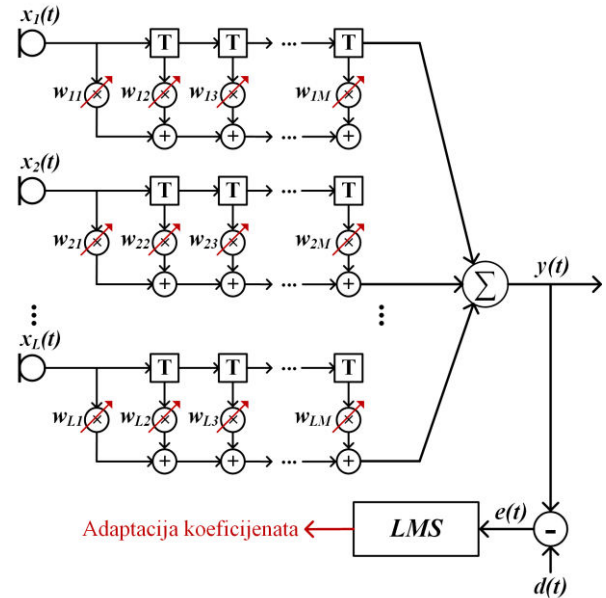 x1(t)
T T ... T
w11 × w12 × w13 × w1M ×
+ + ... +
x2(t)
T T ... T
w21 × w22 × w23 × w2M ×
+ + ... +
Σ
y(t)
... ...
xL(t)
T T ... T
wL1 × wL2 × wL3 × wLM ×
+ + ... +
Adaptacija koeficijenata
LMS
e(t)
-
d(t)